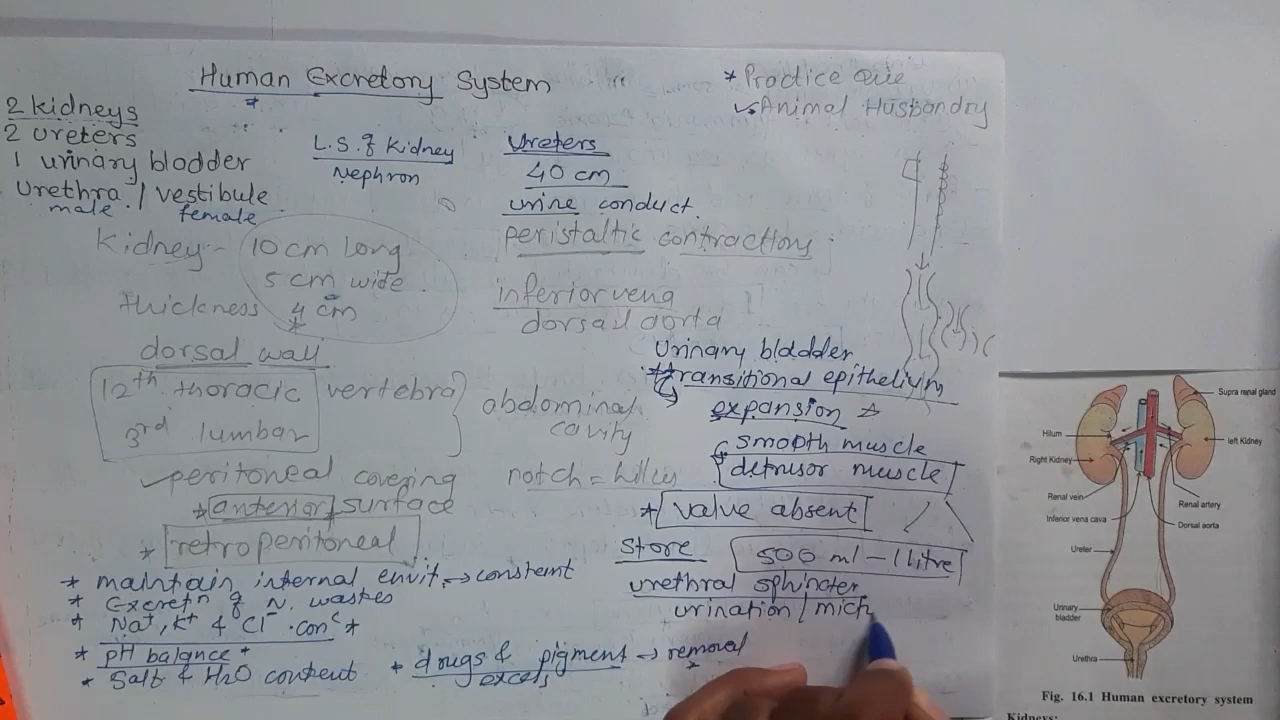 Human Excretory System
* Practice Que
Animal Husbandry
2 kidneys
2 ureters
1 urinary bladder
Urethra / vestibule
male female
L.S. of Kidney
Nephron
Ureters
40 cm
urine conduct.
peristaltic contractions
Kidney - 10 cm long
5 cm wide
thickness 4 cm
inferior vena
dorsal aorta
dorsal wall
12th thoracic vertebra
3rd lumbar
abdominal
cavity
peritoneal covering
* anterior surface
notch = hilus
* retroperitoneal
Urinary bladder
* transitional epithelium
expansion
smooth muscle
detrusor muscle
* valve absent
Store 500 ml - 1 litre
urethral sphincter
urination / mict
* maintain internal envit. → constent
* Excretn of N. wastes
* Na+, K+ & Cl- conc *
* pH balance *
* Salt & H2O content
* drugs & pigment → removal
excess
Supra renal gland
Hilum
left Kidney
Right Kidney
Renal vein
Renal artery
Inferior vena cava
Dorsal aorta
Ureter
Urinary
bladder
Urethra
Fig. 16.1 Human excretory system
Kidneys: